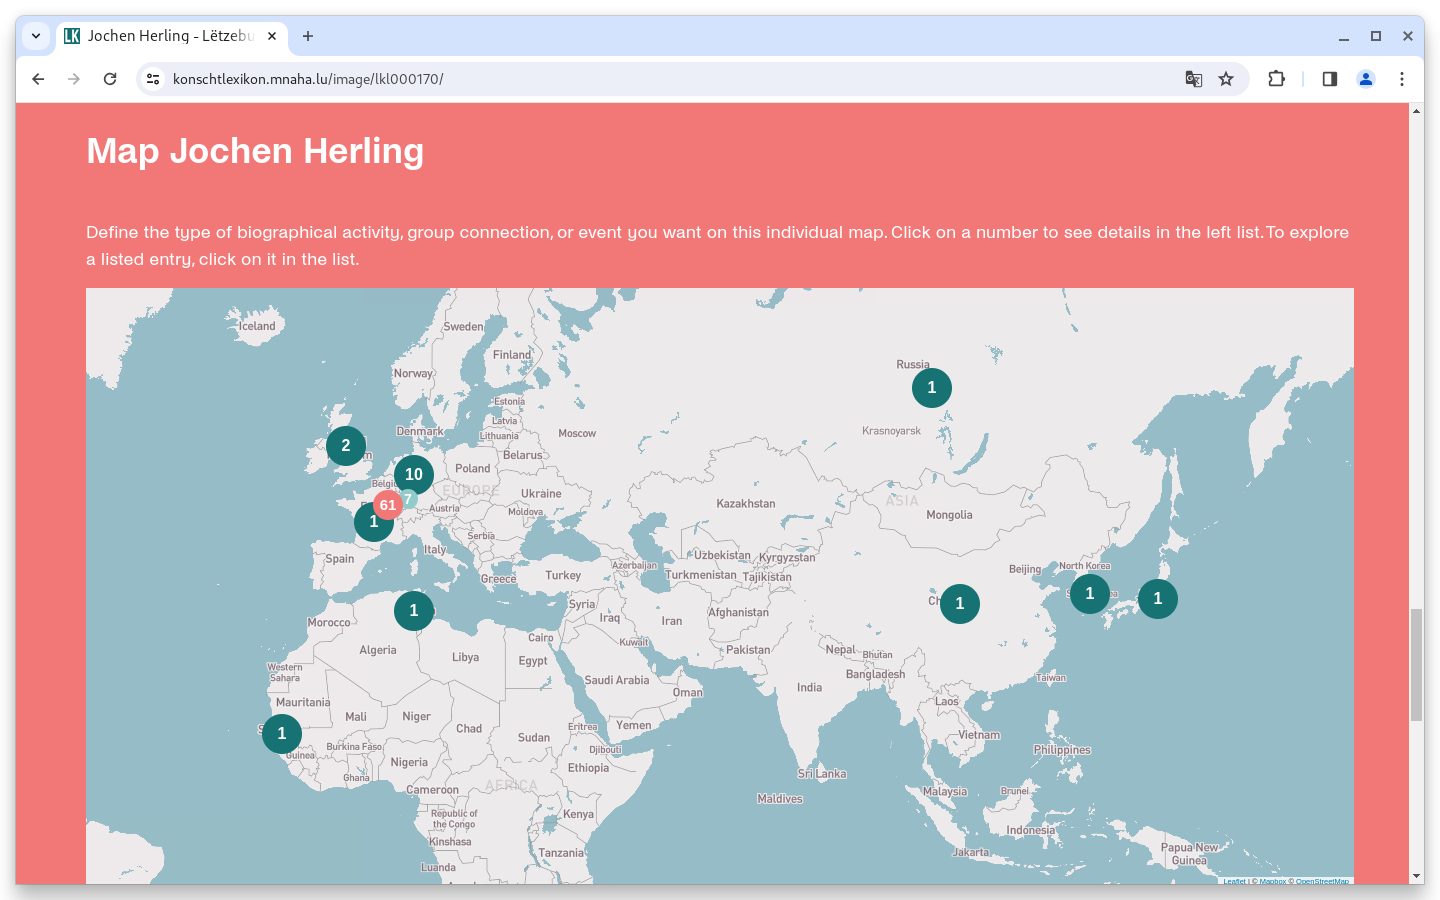 Jochen Herling - Lëtzebu
konschtlexikon.mnaha.lu/image/lkl000170/
Map Jochen Herling
Define the type of biographical activity, group connection, or event you want on this individual map. Click on a number to see details in the left list. To explore
a listed entry, click on it in the list.
Iceland
Sweden
Finland
Norway
Russia
1
Estonia
Latvia
Denmark
Lithuania
Moscow
Krasnoyarsk
2
Belarus
Poland
10
EUROPE
ASIA
Ukraine
7
61
Kazakhstan
Austria
Moldova
Mongolia
1
Serbia
Italy
Spain
Uzbekistan
Kyrgyzstan
Azerbaijan
North Korea
Beijing
Greece
Turkey
Turkmenistan
Tajikistan
1
1
1
Syria
1
Iraq
Iran
Afghanistan
Morocco
Cairo
Kuwait
Algeria
Libya
Egypt
Pakistan
Nepal
Bhutan
Western
Sahara
Bangladesh
Saudi Arabia
India
Taiwan
Oman
Mauritania
Laos
Mali
Niger
Chad
Yemen
Eritrea
Sudan
1
Vietnam
Burkina Faso
Djibouti
Philippines
Guinea
Nigeria
Ethiopia
Sri Lanka
Ghana
AFRICA
Cameroon
Malaysia
Brunei
Maldives
Republic of
the Congo
Kenya
Indonesia
Kinshasa
Papua New
Guinea
Tanzania
Jakarta
Luanda
Leaflet | © Mapbox © OpenStreetMap